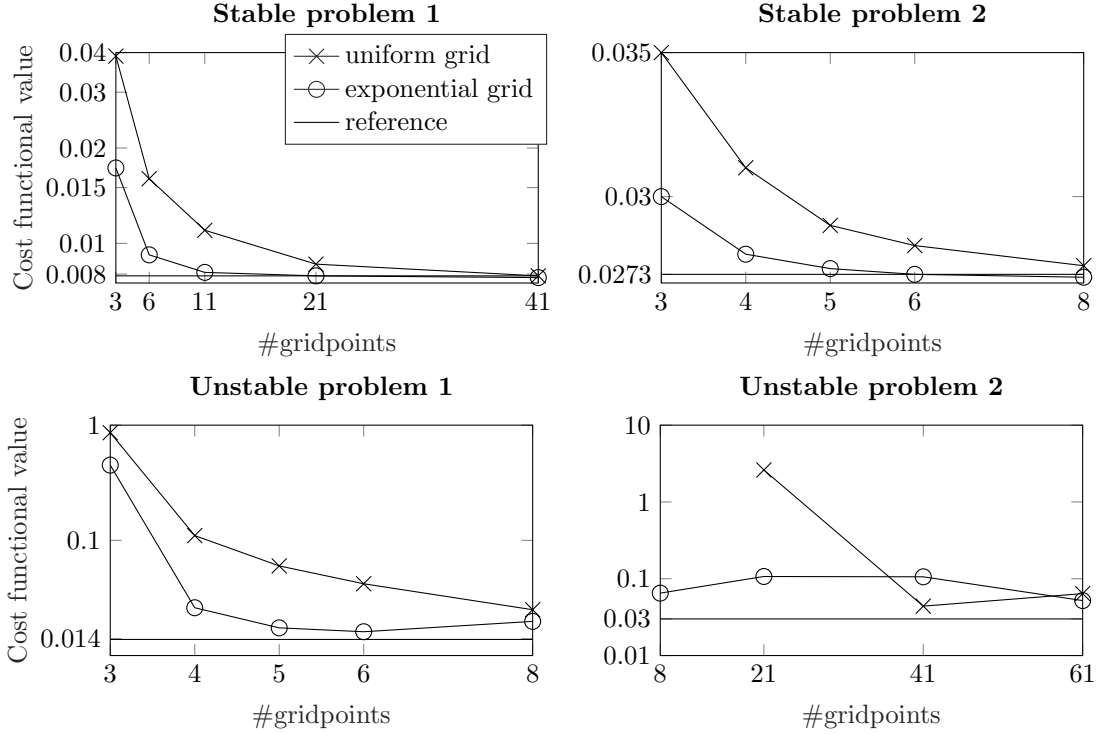 Stable problem 1
Cost functional value
0.04
0.03
0.02
0.015
0.01
0.008
3 6 11 21 41
#gridpoints
uniform grid
exponential grid
reference
Stable problem 2
0.035
0.03
0.0273
3 4 5 6 8
#gridpoints
Unstable problem 1
Cost functional value
1
0.1
0.014
3 4 5 6 8
#gridpoints
Unstable problem 2
10
1
0.1
0.03
0.01
8 21 41 61
#gridpoints